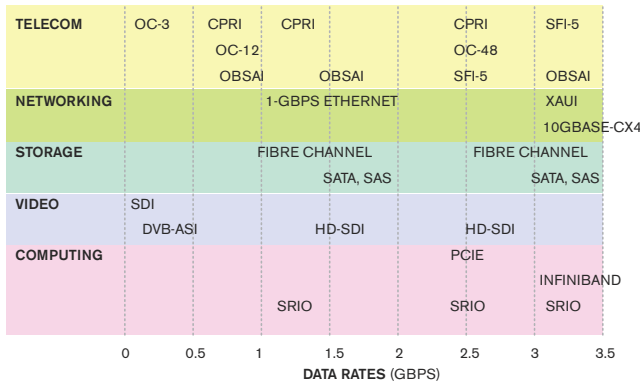 TELECOM OC-3 CPRI CPRI CPRI SFI-5
OC-12 OC-48
OBSAI OBSAI SFI-5 OBSAI
NETWORKING 1-GBPS ETHERNET XAUI
10GBASE-CX4
STORAGE FIBRE CHANNEL FIBRE CHANNEL
SATA, SAS SATA, SAS
VIDEO SDI
DVB-ASI HD-SDI HD-SDI
COMPUTING PCIE
INFINIBAND
SRIO SRIO SRIO
0 0.5 1 1.5 2 2.5 3 3.5
DATA RATES (GBPS)